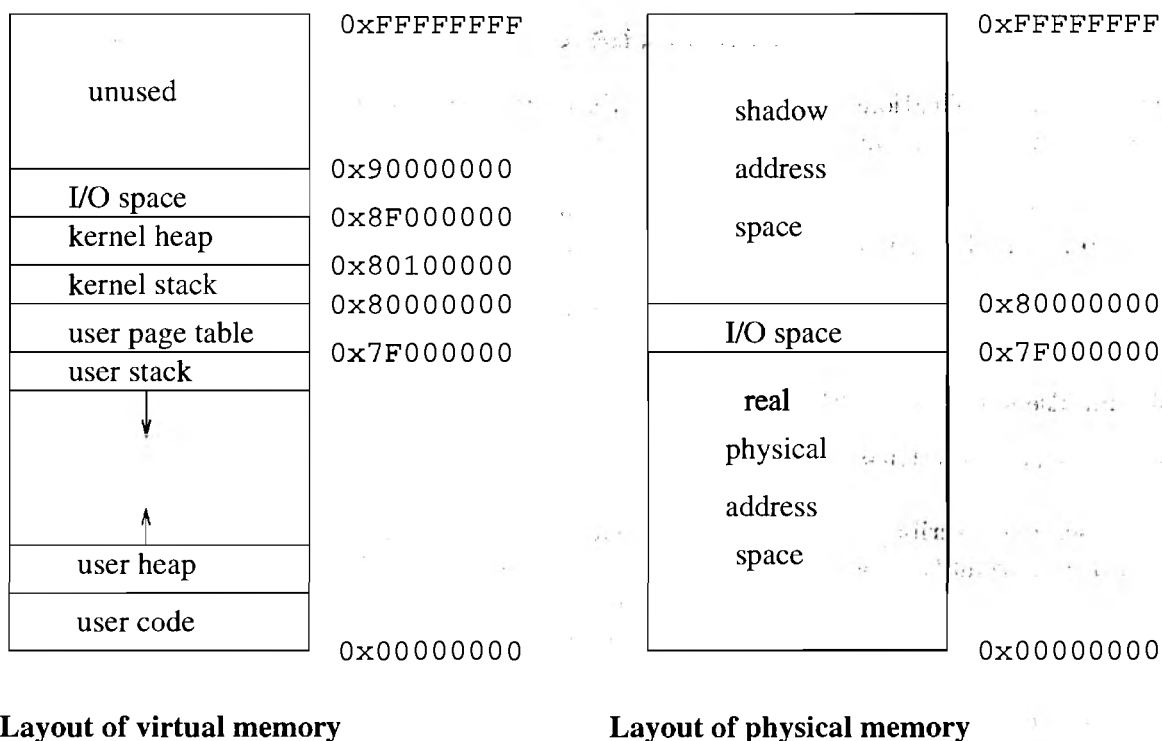 0xFFFFFFFF
unused
0x90000000
I/O space
0x8F000000
kernel heap
0x80100000
kernel stack
0x80000000
user page table
0x7F000000
user stack
user heap
user code
0x00000000
Layout of virtual memory
0xFFFFFFFF
shadow
address
space
0x80000000
I/O space
0x7F000000
real
physical
address
space
0x00000000
Layout of physical memory